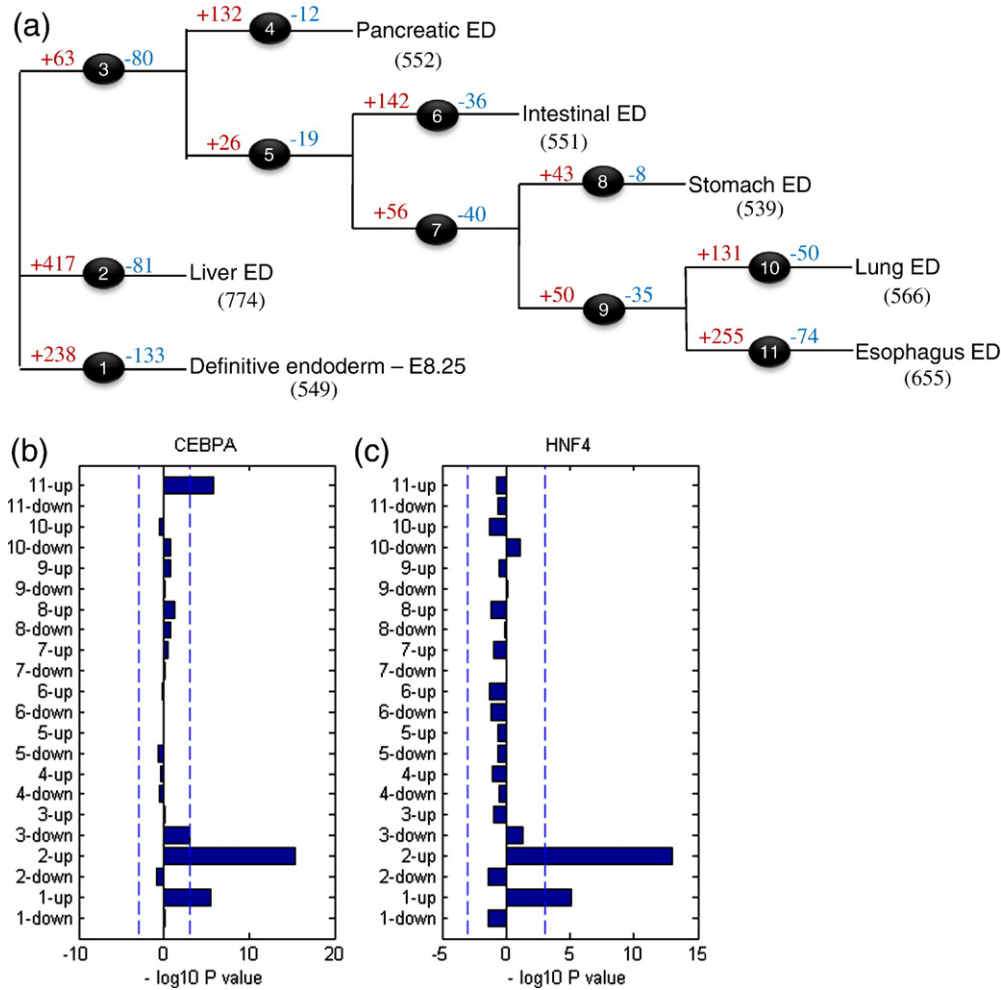 (a)
+132 4 -12 Pancreatic ED
(552)
+63 3 -80
+142 6 -36 Intestinal ED
(551)
+26 5 -19
+43 8 -8 Stomach ED
(539)
+56 7 -40
+417 2 -81 Liver ED
(774)
+131 10 -50 Lung ED
(566)
+50 9 -35
+238 1 -133 Definitive endoderm – E8.25
(549)
+255 11 -74 Esophagus ED
(655)
(b) CEBPA
11-up
11-down
10-up
10-down
9-up
9-down
8-up
8-down
7-up
7-down
6-up
6-down
5-up
5-down
4-up
4-down
3-up
3-down
2-up
2-down
1-up
1-down
-10 0 10 20
- log10 P value
(c) HNF4
11-up
11-down
10-up
10-down
9-up
9-down
8-up
8-down
7-up
7-down
6-up
6-down
5-up
5-down
4-up
4-down
3-up
3-down
2-up
2-down
1-up
1-down
-5 0 5 10 15
- log10 P value